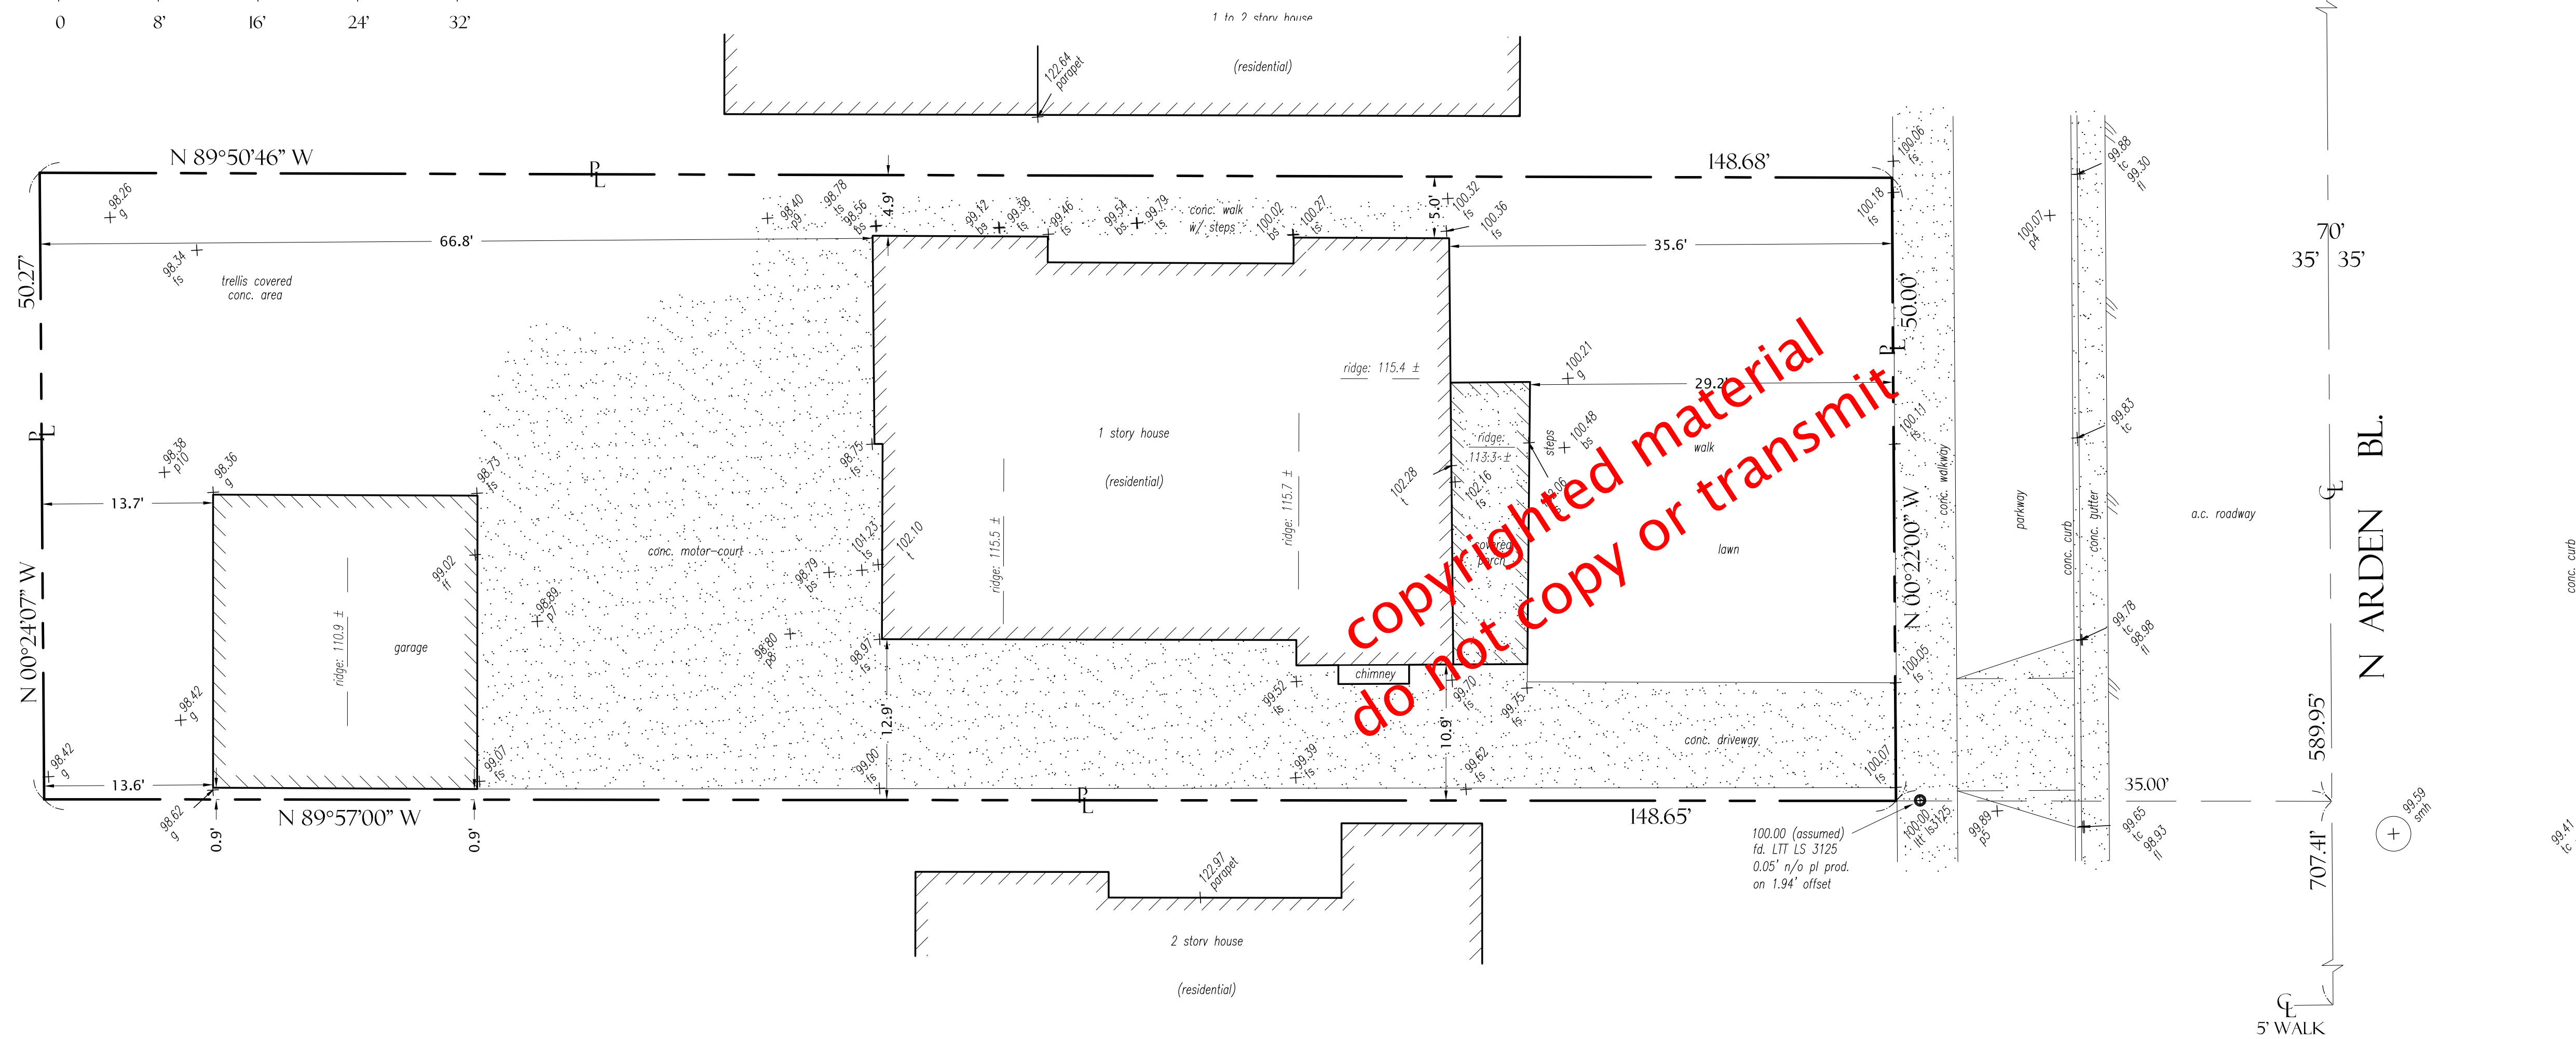 0 8' 16' 24' 32'
1 to 2 story house
(residential)
122.64
parapet
N 89°50'46" W
PL
148.68'
98.26
g
98.34
fs
trellis covered
conc. area
66.8'
50.27'
98.40
p9
98.78
ts
98.56
bs
4.9'
99.12
bs
99.38
ts
99.46
fs
99.54
bs
99.79
ts
conc. walk
w/ steps
100.02
bs
100.27
ts
5.0'
100.32
fs
100.36
fs
35.6'
100.18
fs
100.06
fs
99.88
tc
99.30
fl
100.07
p4
70'
35' 35'
50.00'
PL
ridge: 115.4 ±
100.21
g
29.2'
1 story house
(residential)
ridge:
113.3 ±
steps
100.48
bs
walk
100.11
fs
99.83
tc
PL
98.38
p10
98.36
g
98.73
fs
98.75
fs
13.7'
ridge: 115.5 ±
ridge: 115.7 ±
102.28
t
102.16
fs
conc. walkway
parkway
conc. curb
conc. gutter
a.c. roadway
CL
N ARDEN BL.
conc. curb
conc. motor-court
98.79
bs
101.23
ts
102.10
t
covered
porch
lawn
N 00°22'00" W
N 00°24'07" W
ridge: 110.9 ±
99.02
ff
garage
98.89
p7
98.80
p8
98.97
fs
chimney
99.52
fs
99.70
fs
99.75
fs
100.05
fs
99.78
tc
98.98
fl
98.42
g
98.42
g
13.6'
99.07
fs
99.00
fs
12.9'
99.39
fs
10.9'
99.62
fs
conc. driveway
100.07
fs
35.00'
589.95'
98.62
g
0.9'
N 89°57'00" W
0.9'
PL
148.65'
100.00 (assumed)
fd. LTT LS 3125
0.05' n/o pl prod.
on 1.94' offset
100.00
ltt ls3125
99.89
p5
99.65
tc
98.93
fl
707.41'
99.59
smh
99.41
tc
122.97
parapet
2 story house
(residential)
CL
5' WALK
copyrighted material
do not copy or transmit